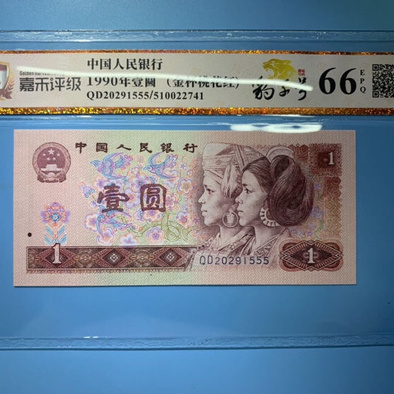 嘉禾评级
中国人民银行
1990年壹圆 （金杯桃花红）
QD20291555/510022741
豹子号
66 EPQ
中国人民银行
1
壹圆
QD20291555
1
1